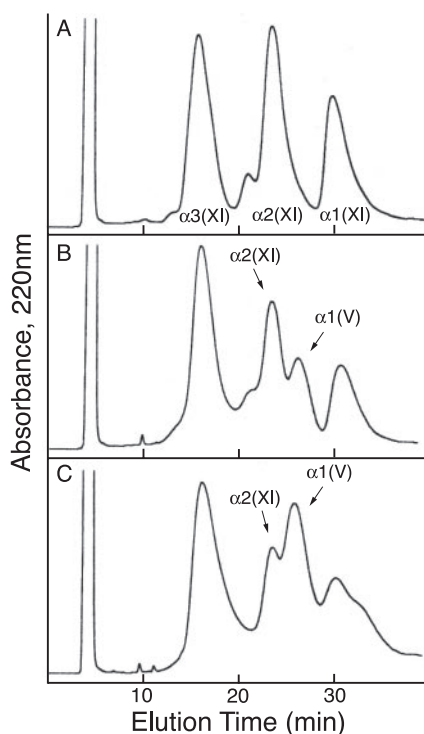 A
α3(XI) α2(XI) α1(XI)
B
α2(XI)
α1(V)
C
α2(XI)
α1(V)
Absorbance, 220nm
10 20 30
Elution Time (min)